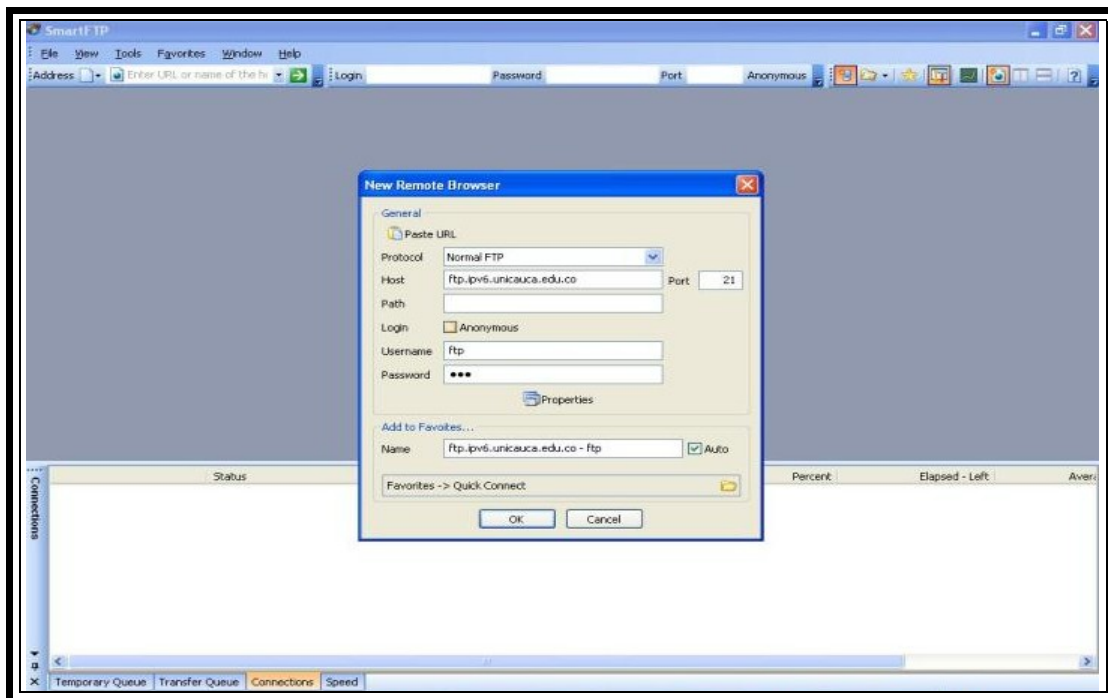 SmartFTP
File View Tools Favorites Window Help
Address Enter URL or name of the Login Password Port Anonymous
New Remote Browser
General
Paste URL
Protocol Normal FTP
Host ftp.ipv6.unicauca.edu.co Port 21
Path
Login Anonymous
Username ftp
Password •••
Properties
Add to Favoites...
Name ftp.ipv6.unicauca.edu.co - ftp Auto
Favorites -> Quick Connect
OK Cancel
Status Percent Elapsed - Left
Connections
Temporary Queue Transfer Queue Connections Speed